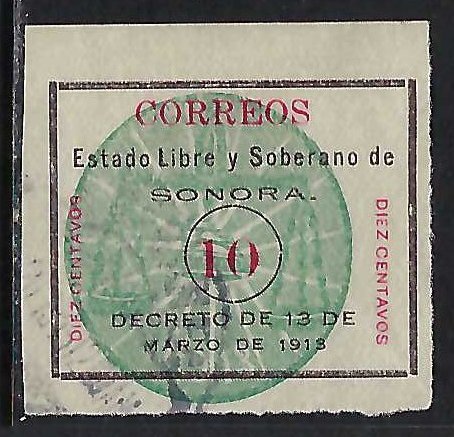 CORREOS
Estado Libre y Soberano de
SONORA.
DIEZ CENTAVOS
10
DIEZ CENTAVOS
DECRETO DE 13 DE
MARZO DE 1913